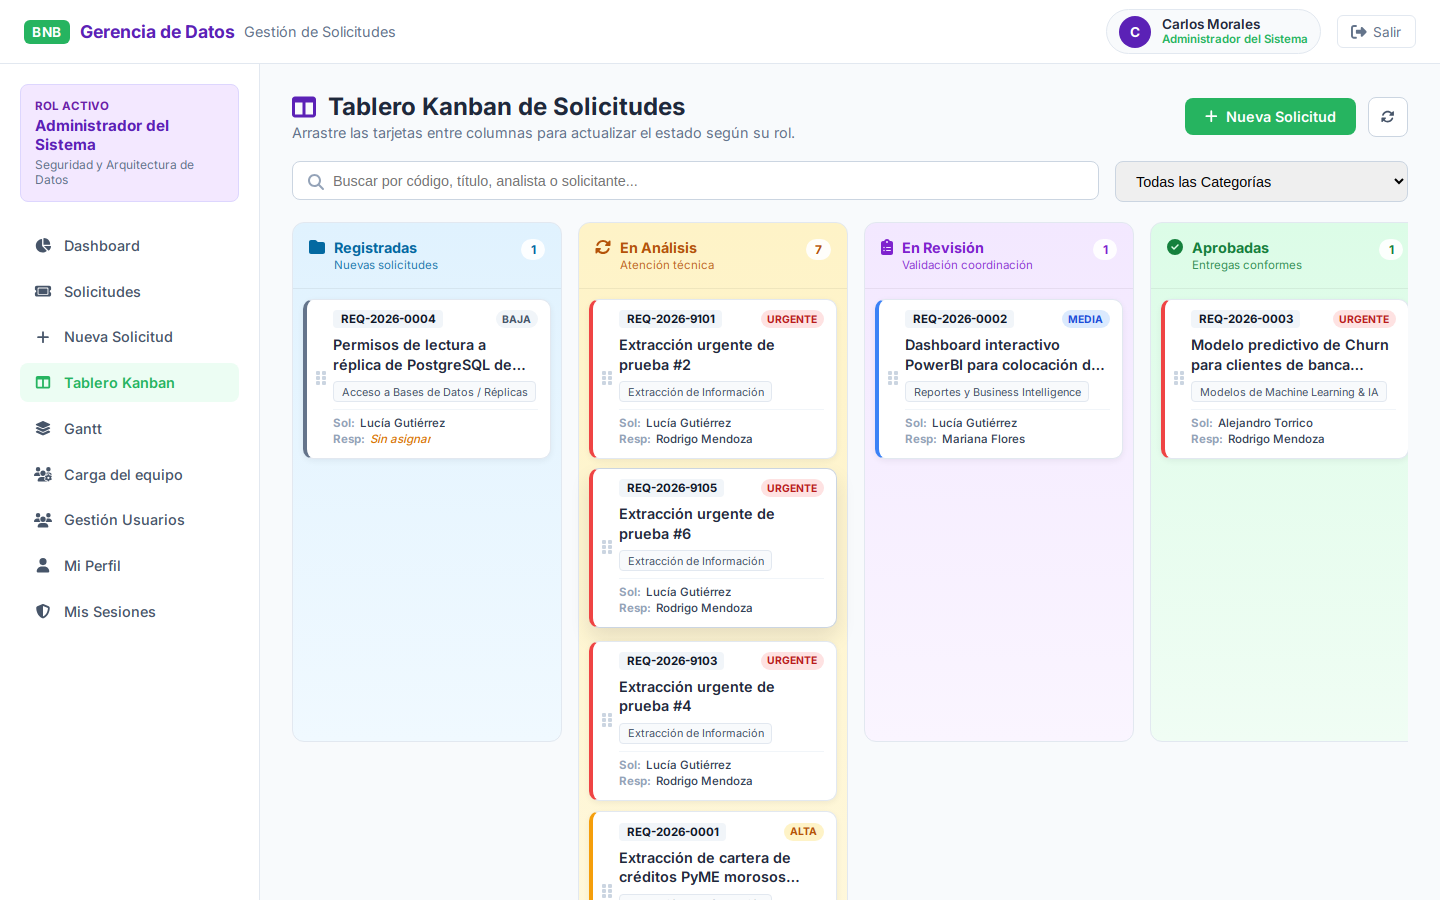 BNB Gerencia de Datos Gestión de Solicitudes
C
Carlos Morales
Administrador del Sistema
Salir
ROL ACTIVO
Administrador del
Sistema
Seguridad y Arquitectura de
Datos
Dashboard
Solicitudes
Nueva Solicitud
Tablero Kanban
Gantt
Carga del equipo
Gestión Usuarios
Mi Perfil
Mis Sesiones
Tablero Kanban de Solicitudes
Arrastre las tarjetas entre columnas para actualizar el estado según su rol.
Nueva Solicitud
Buscar por código, título, analista o solicitante...
Todas las Categorías
Registradas
Nuevas solicitudes
1
REQ-2026-0004
BAJA
Permisos de lectura a
réplica de PostgreSQL de...
Acceso a Bases de Datos / Réplicas
Sol: Lucía Gutiérrez
Resp: Sin asignar
En Análisis
Atención técnica
7
REQ-2026-9101
URGENTE
Extracción urgente de
prueba #2
Extracción de Información
Sol: Lucía Gutiérrez
Resp: Rodrigo Mendoza
REQ-2026-9105
URGENTE
Extracción urgente de
prueba #6
Extracción de Información
Sol: Lucía Gutiérrez
Resp: Rodrigo Mendoza
REQ-2026-9103
URGENTE
Extracción urgente de
prueba #4
Extracción de Información
Sol: Lucía Gutiérrez
Resp: Rodrigo Mendoza
REQ-2026-0001
ALTA
Extracción de cartera de
créditos PyME morosos...
En Revisión
Validación coordinación
1
REQ-2026-0002
MEDIA
Dashboard interactivo
PowerBI para colocación d...
Reportes y Business Intelligence
Sol: Lucía Gutiérrez
Resp: Mariana Flores
Aprobadas
Entregas conformes
1
REQ-2026-0003
URGENTE
Modelo predictivo de Churn
para clientes de banca...
Modelos de Machine Learning & IA
Sol: Alejandro Torrico
Resp: Rodrigo Mendoza